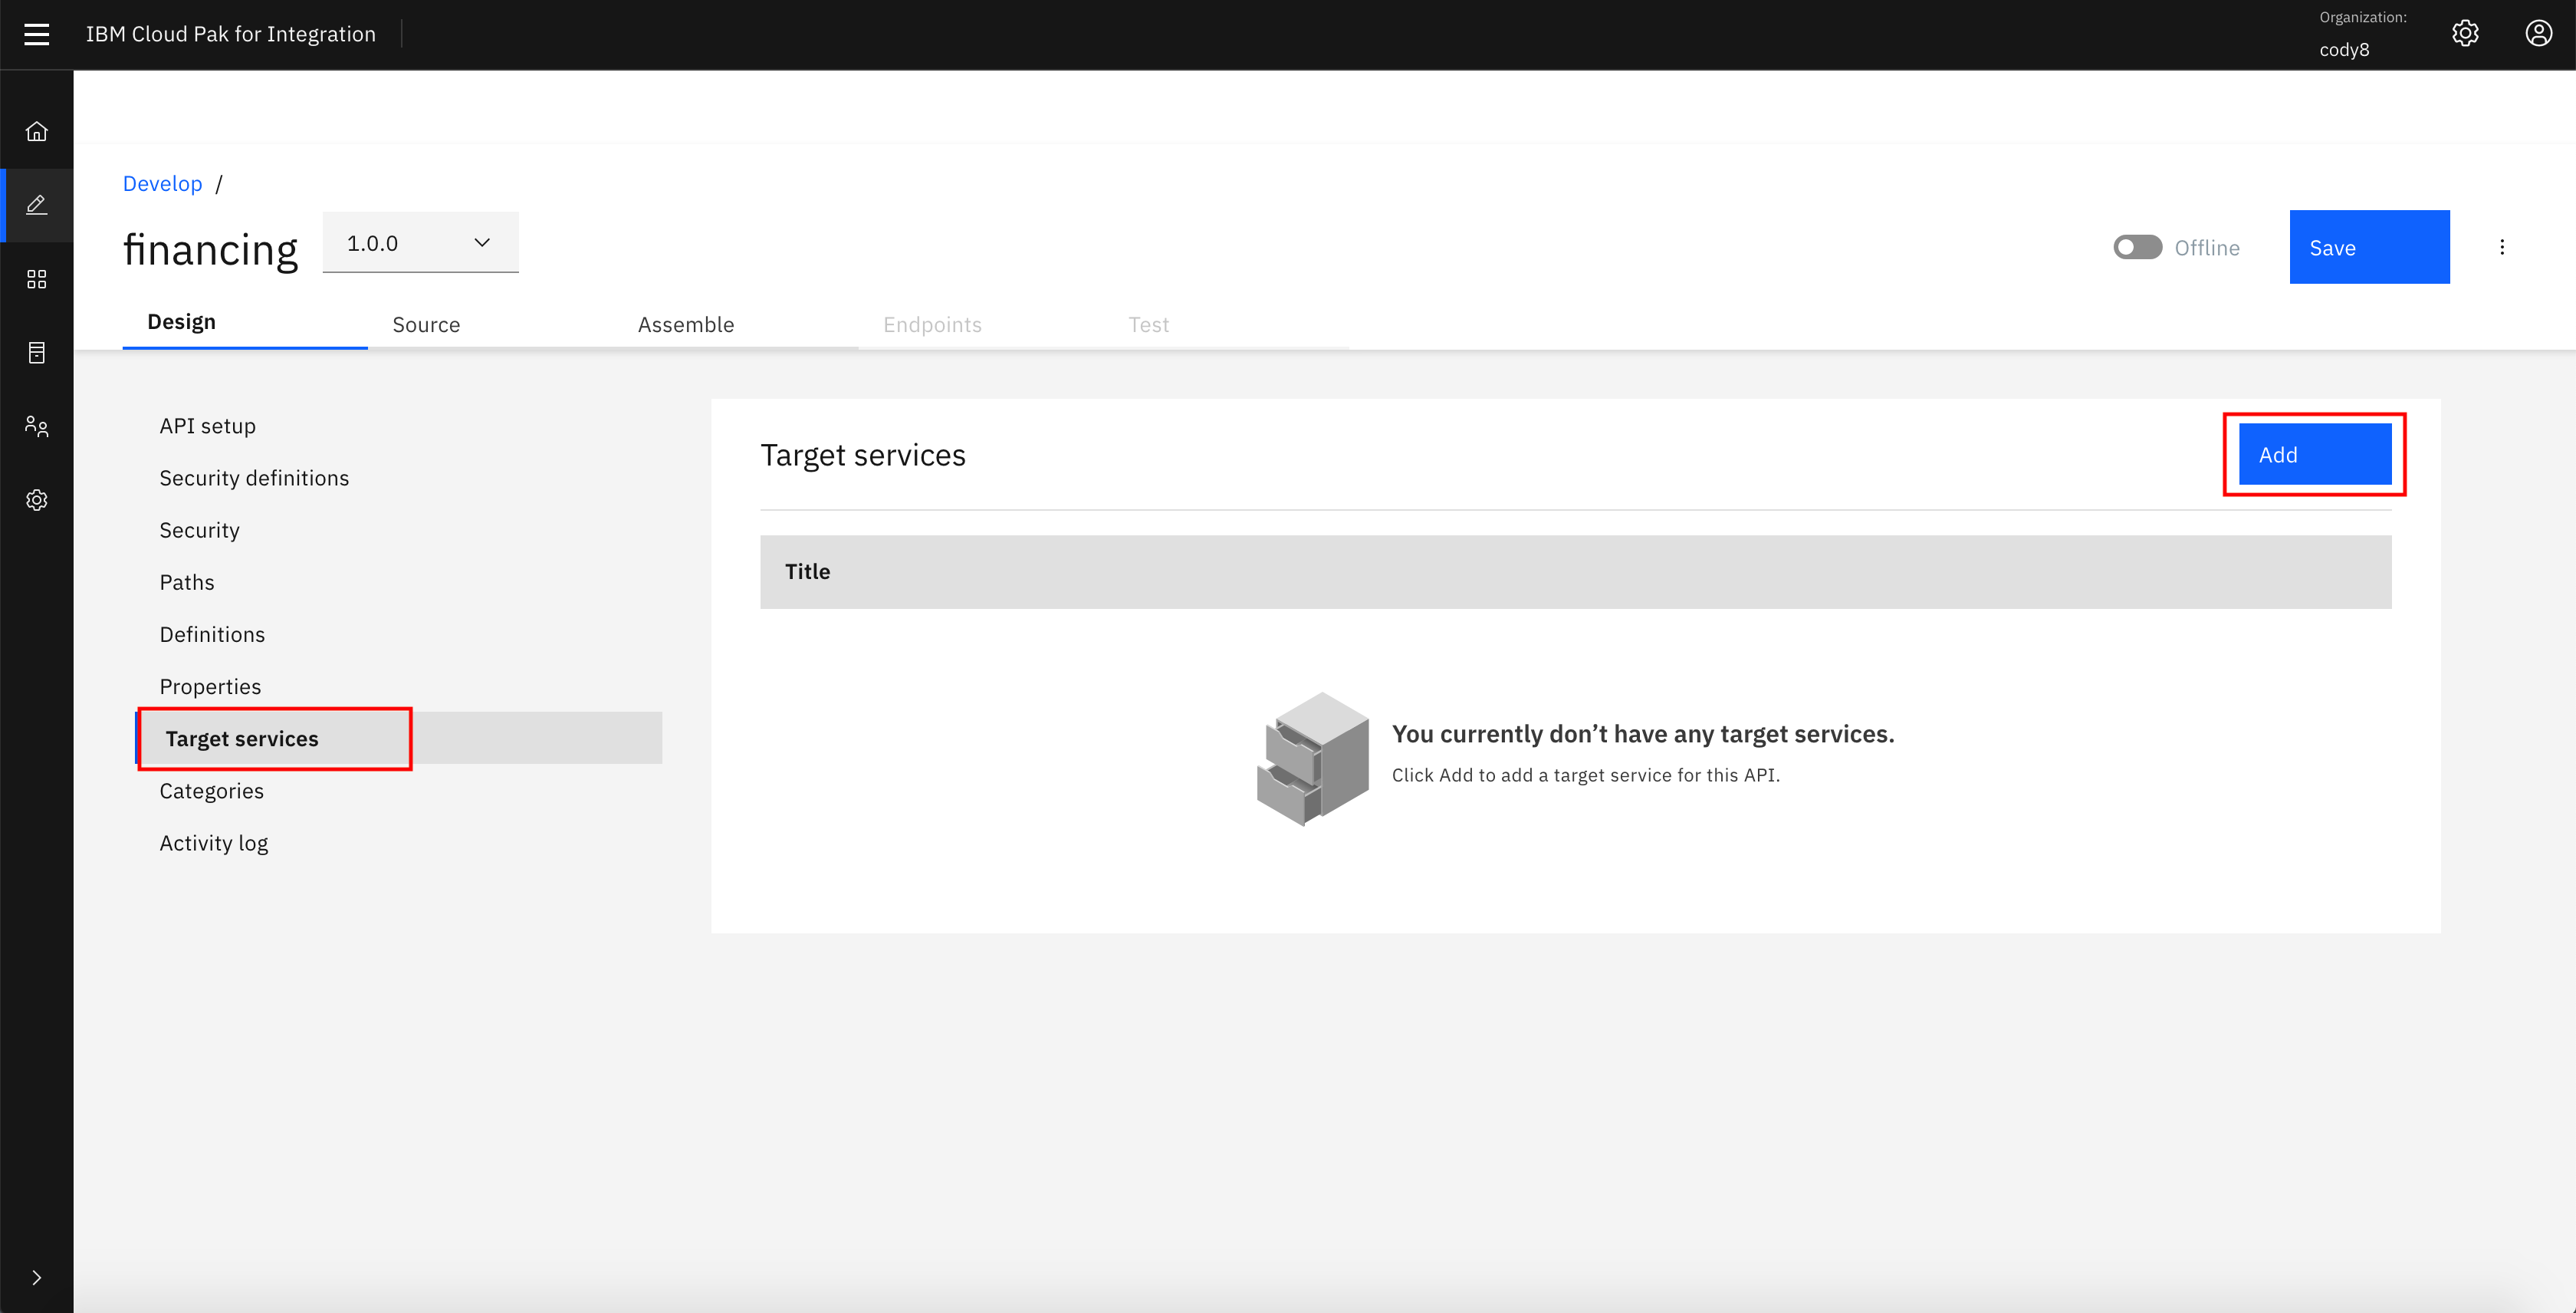 IBM Cloud Pak for Integration
Organization:
cody8
Develop /
financing
1.0.0
Offline
Save
Design
Source
Assemble
Endpoints
Test
API setup
Security definitions
Security
Paths
Definitions
Properties
Target services
Categories
Activity log
Target services
Add
Title
You currently don’t have any target services.
Click Add to add a target service for this API.